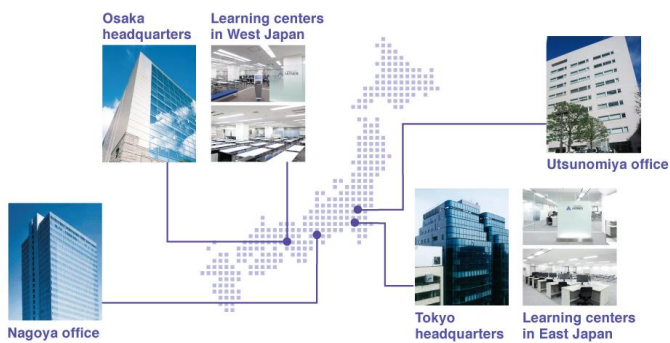 Osaka
headquarters
Learning centers
in West Japan
Utsunomiya office
Nagoya office
Tokyo
headquarters
Learning centers
in East Japan